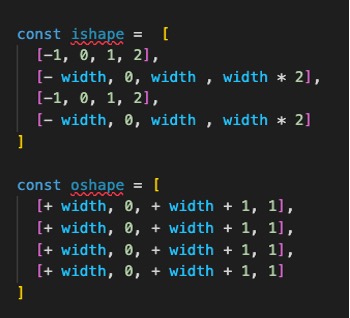 const ishape =  [
  [-1, 0, 1, 2],
  [- width, 0, width , width * 2],
  [-1, 0, 1, 2],
  [- width, 0, width , width * 2]
]

const oshape = [
  [+ width, 0, + width + 1, 1],
  [+ width, 0, + width + 1, 1],
  [+ width, 0, + width + 1, 1],
  [+ width, 0, + width + 1, 1]
]